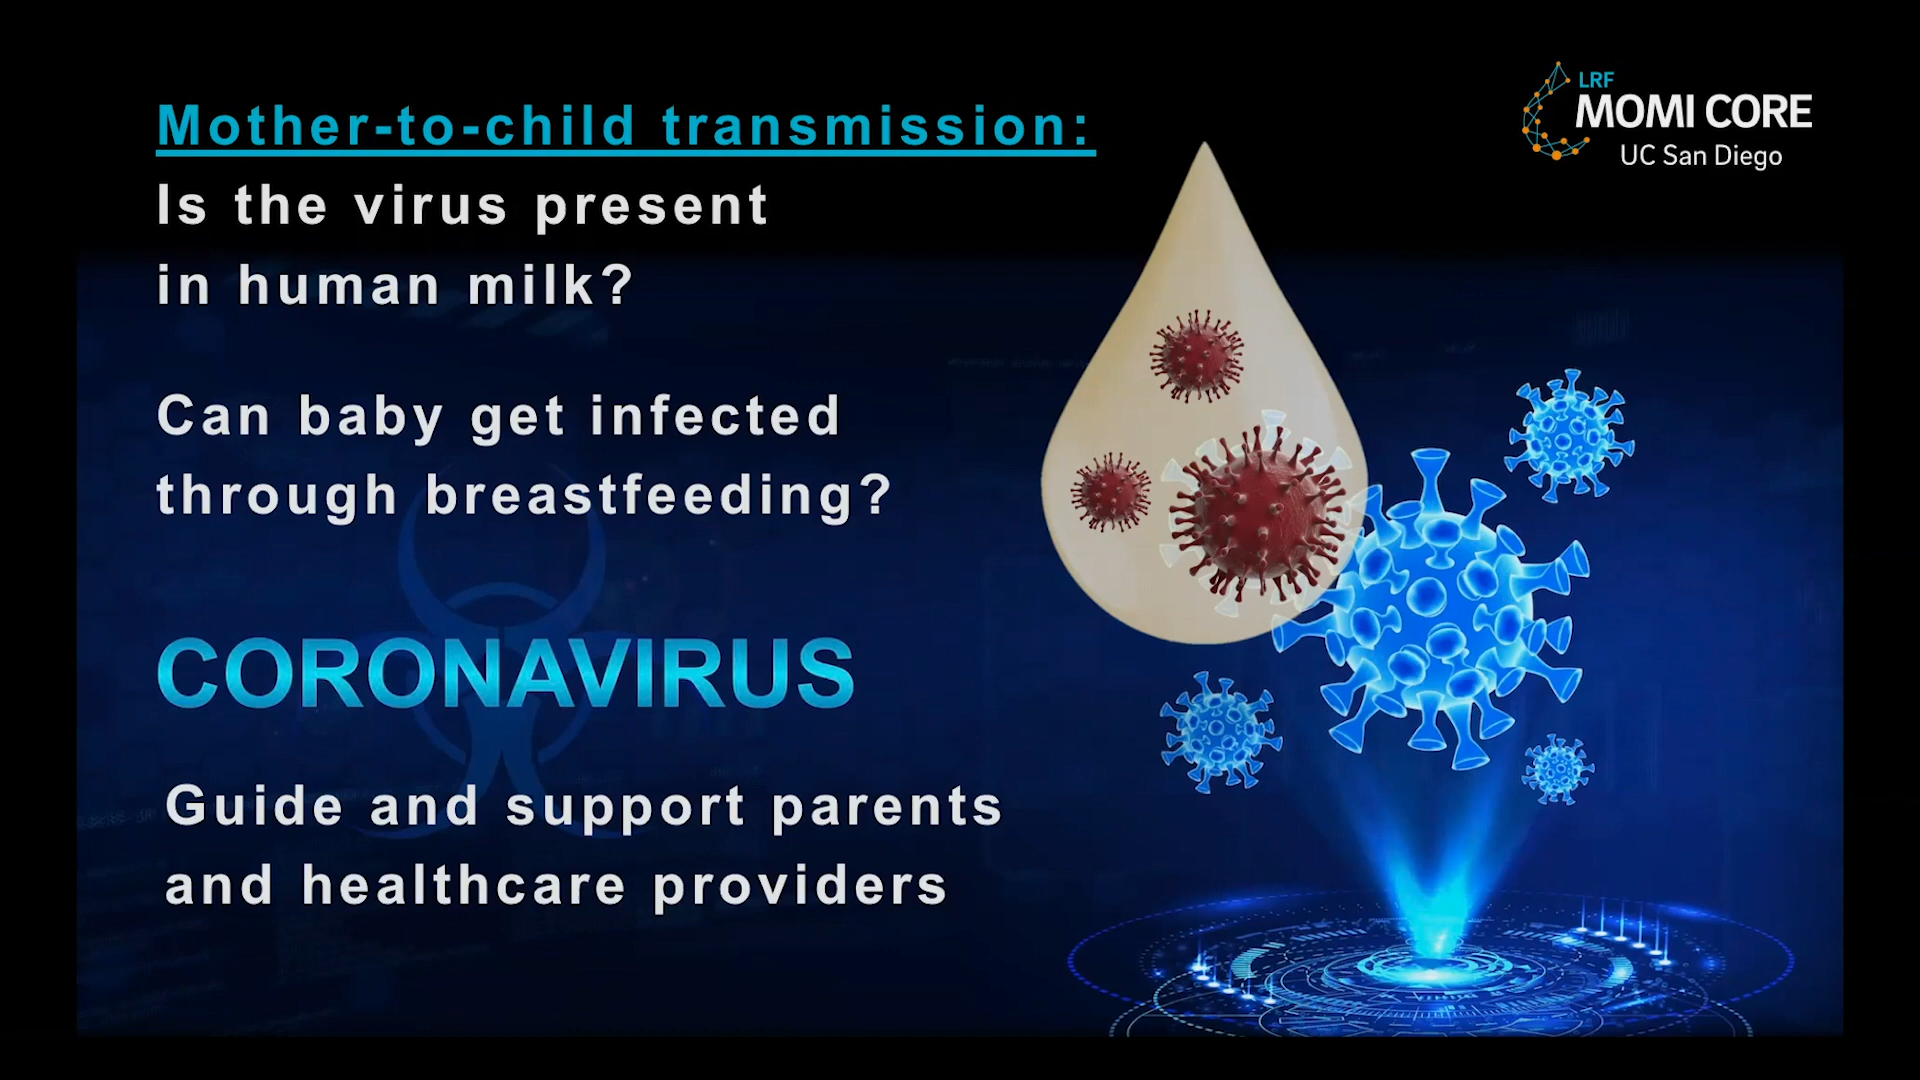 Mother-to-child transmission:
Is the virus present
in human milk?
Can baby get infected
through breastfeeding?
CORONAVIRUS
Guide and support parents
and healthcare providers
LRF
MOMI CORE
UC San Diego